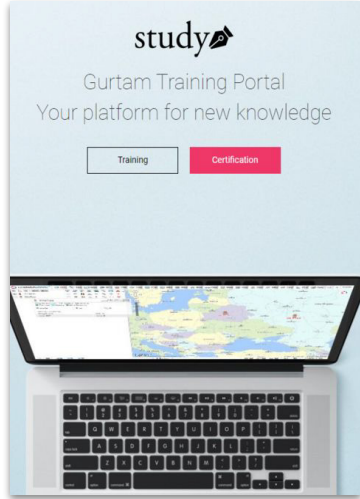 study
Gurtam Training Portal
Your platform for new knowledge
Training
Certification